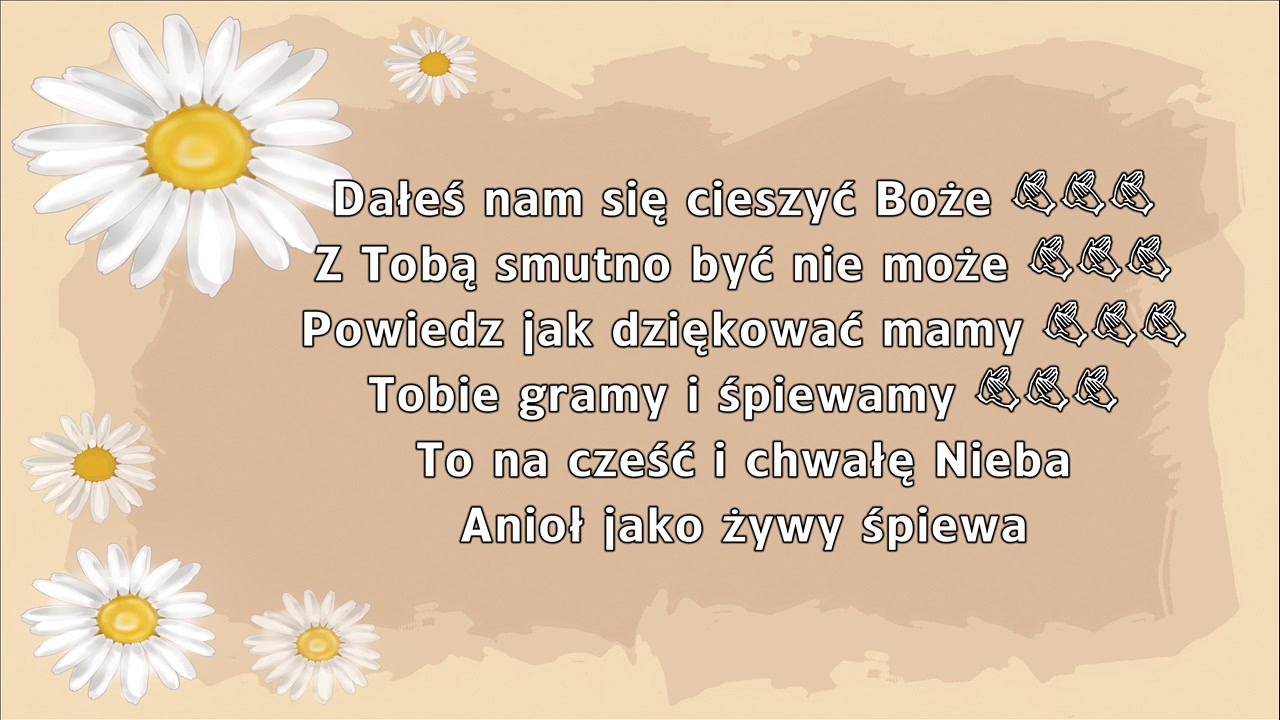 Dałeś nam się cieszyć Boże 👏👏👏
Z Tobą smutno być nie może 👏👏👏
Powiedz jak dziękować mamy 👏👏👏
Tobie gramy i śpiewamy 👏👏👏
To na cześć i chwałę Nieba
Anioł jako żywy śpiewa